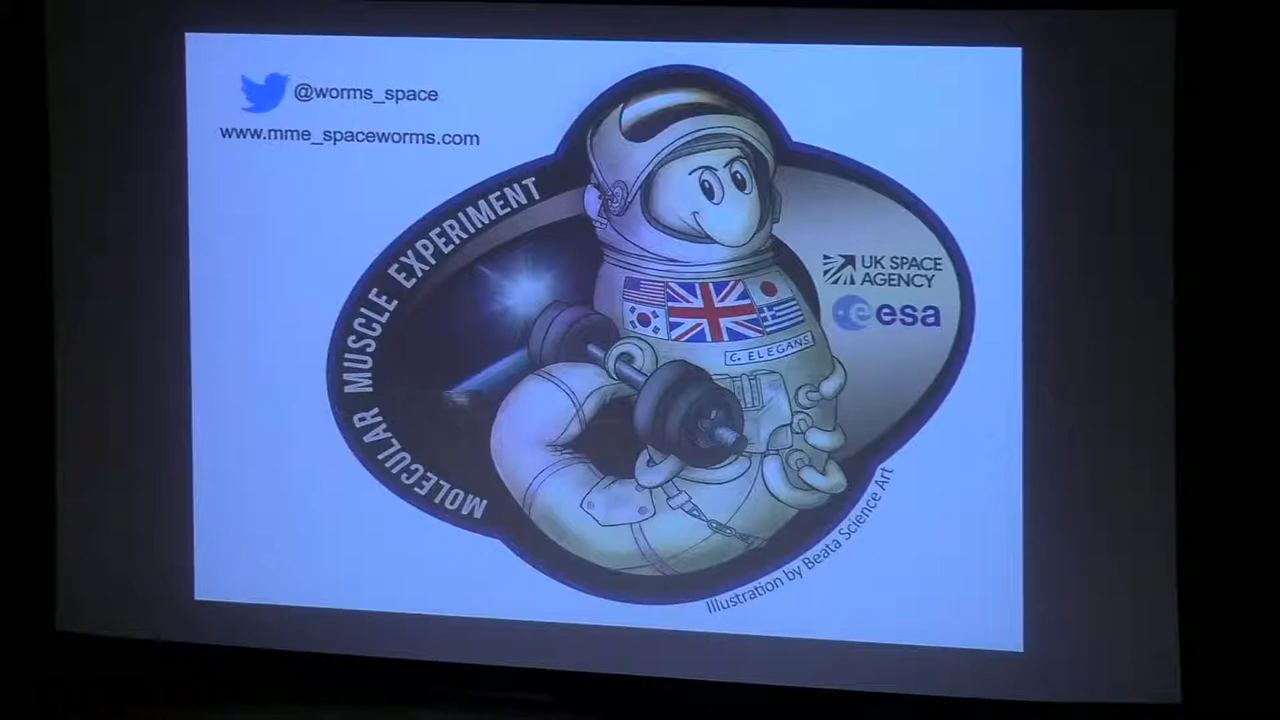 @worms_space
www.mme_spaceworms.com
MOLECULAR MUSCLE EXPERIMENT
UK SPACE
AGENCY
esa
C. ELEGANS
Illustration by Beata Science Art